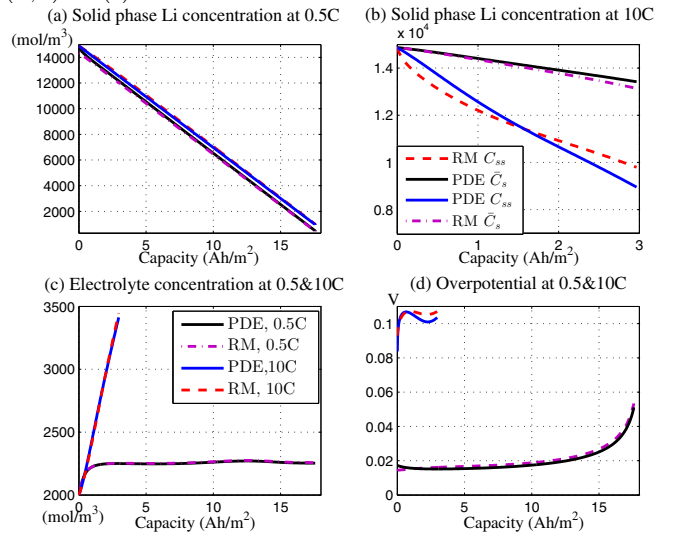 (a) Solid phase Li concentration at 0.5C
(mol/m³)
14000
12000
10000
8000
6000
4000
2000
0 5 10 15
Capacity (Ah/m²)
(b) Solid phase Li concentration at 10C
x 10⁴
1.4
1.2
1
0.8
0 1 2 3
Capacity (Ah/m²)
RM C_ss
PDE C̄_s
PDE C_ss
RM C̄_s
(c) Electrolyte concentration at 0.5&10C
3500
3000
2500
2250
2000
(mol/m³)
0 5 10 15
Capacity (Ah/m²)
PDE, 0.5C
RM, 0.5C
PDE,10C
RM, 10C
(d) Overpotential at 0.5&10C
V
0.1
0.08
0.06
0.04
0.02
0
0 5 10 15
Capacity (Ah/m²)